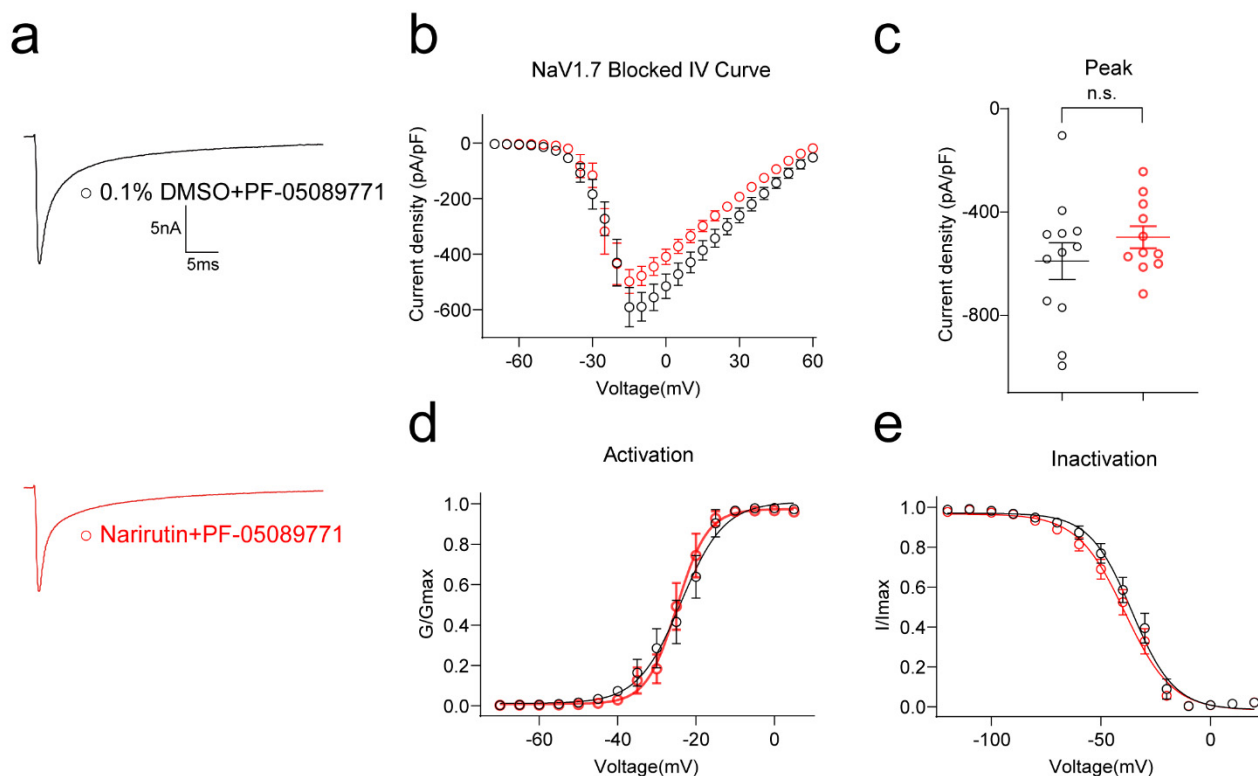 a
0.1% DMSO+PF-05089771
5nA
5ms
Narirutin+PF-05089771
b
NaV1.7 Blocked IV Curve
Current density (pA/pF)
0
-200
-400
-600
-60
-30
0
30
60
Voltage(mV)
c
Peak
n.s.
Current density (pA/pF)
0
-400
-800
d
Activation
G/Gmax
1.0
0.8
0.6
0.4
0.2
0.0
-60
-40
-20
0
Voltage(mV)
e
Inactivation
I/Imax
1.0
0.8
0.6
0.4
0.2
0.0
-100
-50
0
Voltage(mV)